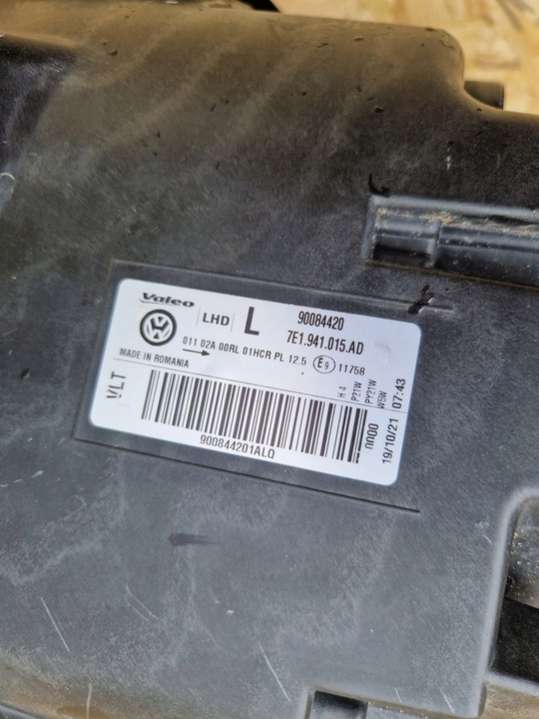 Valeo
LHD L 90084420
7E1.941.015.AD
011 02A 00RL 01HCR PL 12.5 E9 11758
MADE IN ROMANIA
VLT
900844201ALQ
H4
P21W
PY21W
W5W
0000
19/10/21 07:43